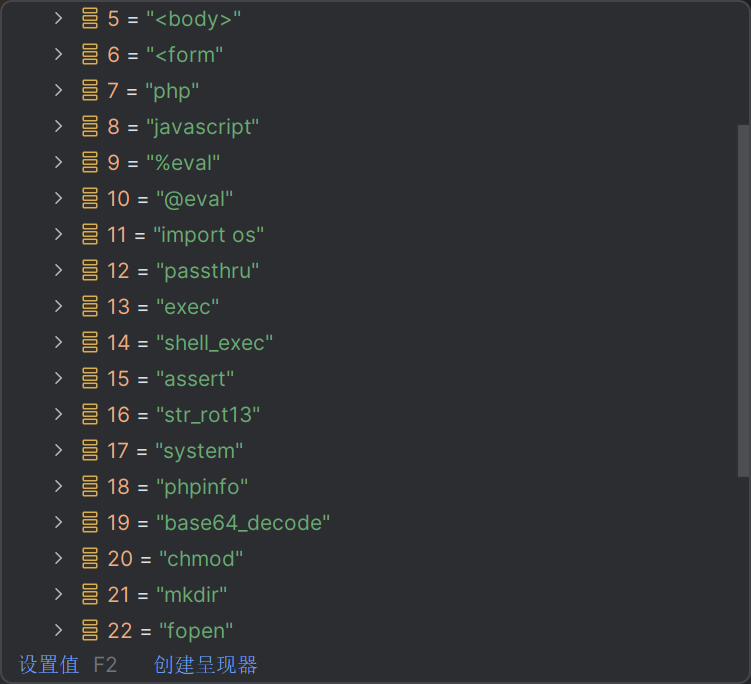 5 = "<body>"
6 = "<form"
7 = "php"
8 = "javascript"
9 = "%eval"
10 = "@eval"
11 = "import os"
12 = "passthru"
13 = "exec"
14 = "shell_exec"
15 = "assert"
16 = "str_rot13"
17 = "system"
18 = "phpinfo"
19 = "base64_decode"
20 = "chmod"
21 = "mkdir"
22 = "fopen"
设置值 F2 创建呈现器